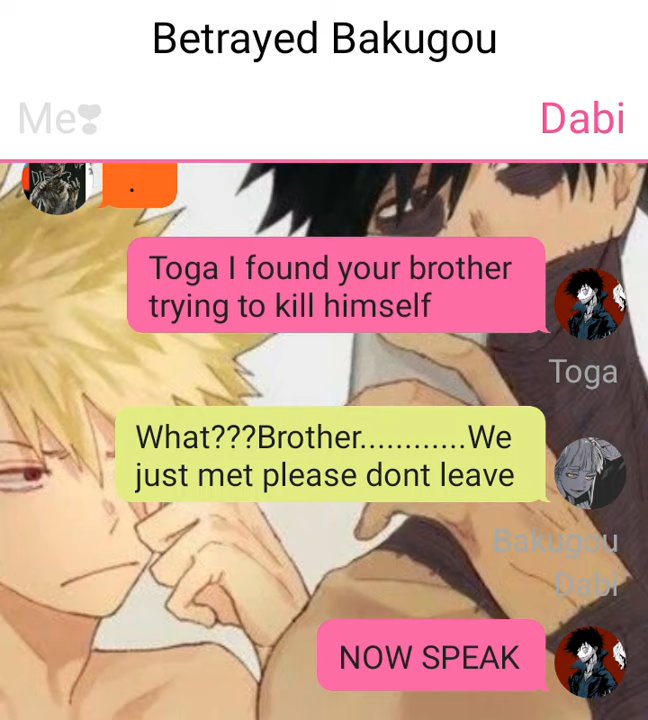 Betrayed Bakugou
Me❣
Dabi
.
Toga I found your brother
trying to kill himself
Toga
What???Brother............We
just met please dont leave
Bakugou
Dabi
NOW SPEAK